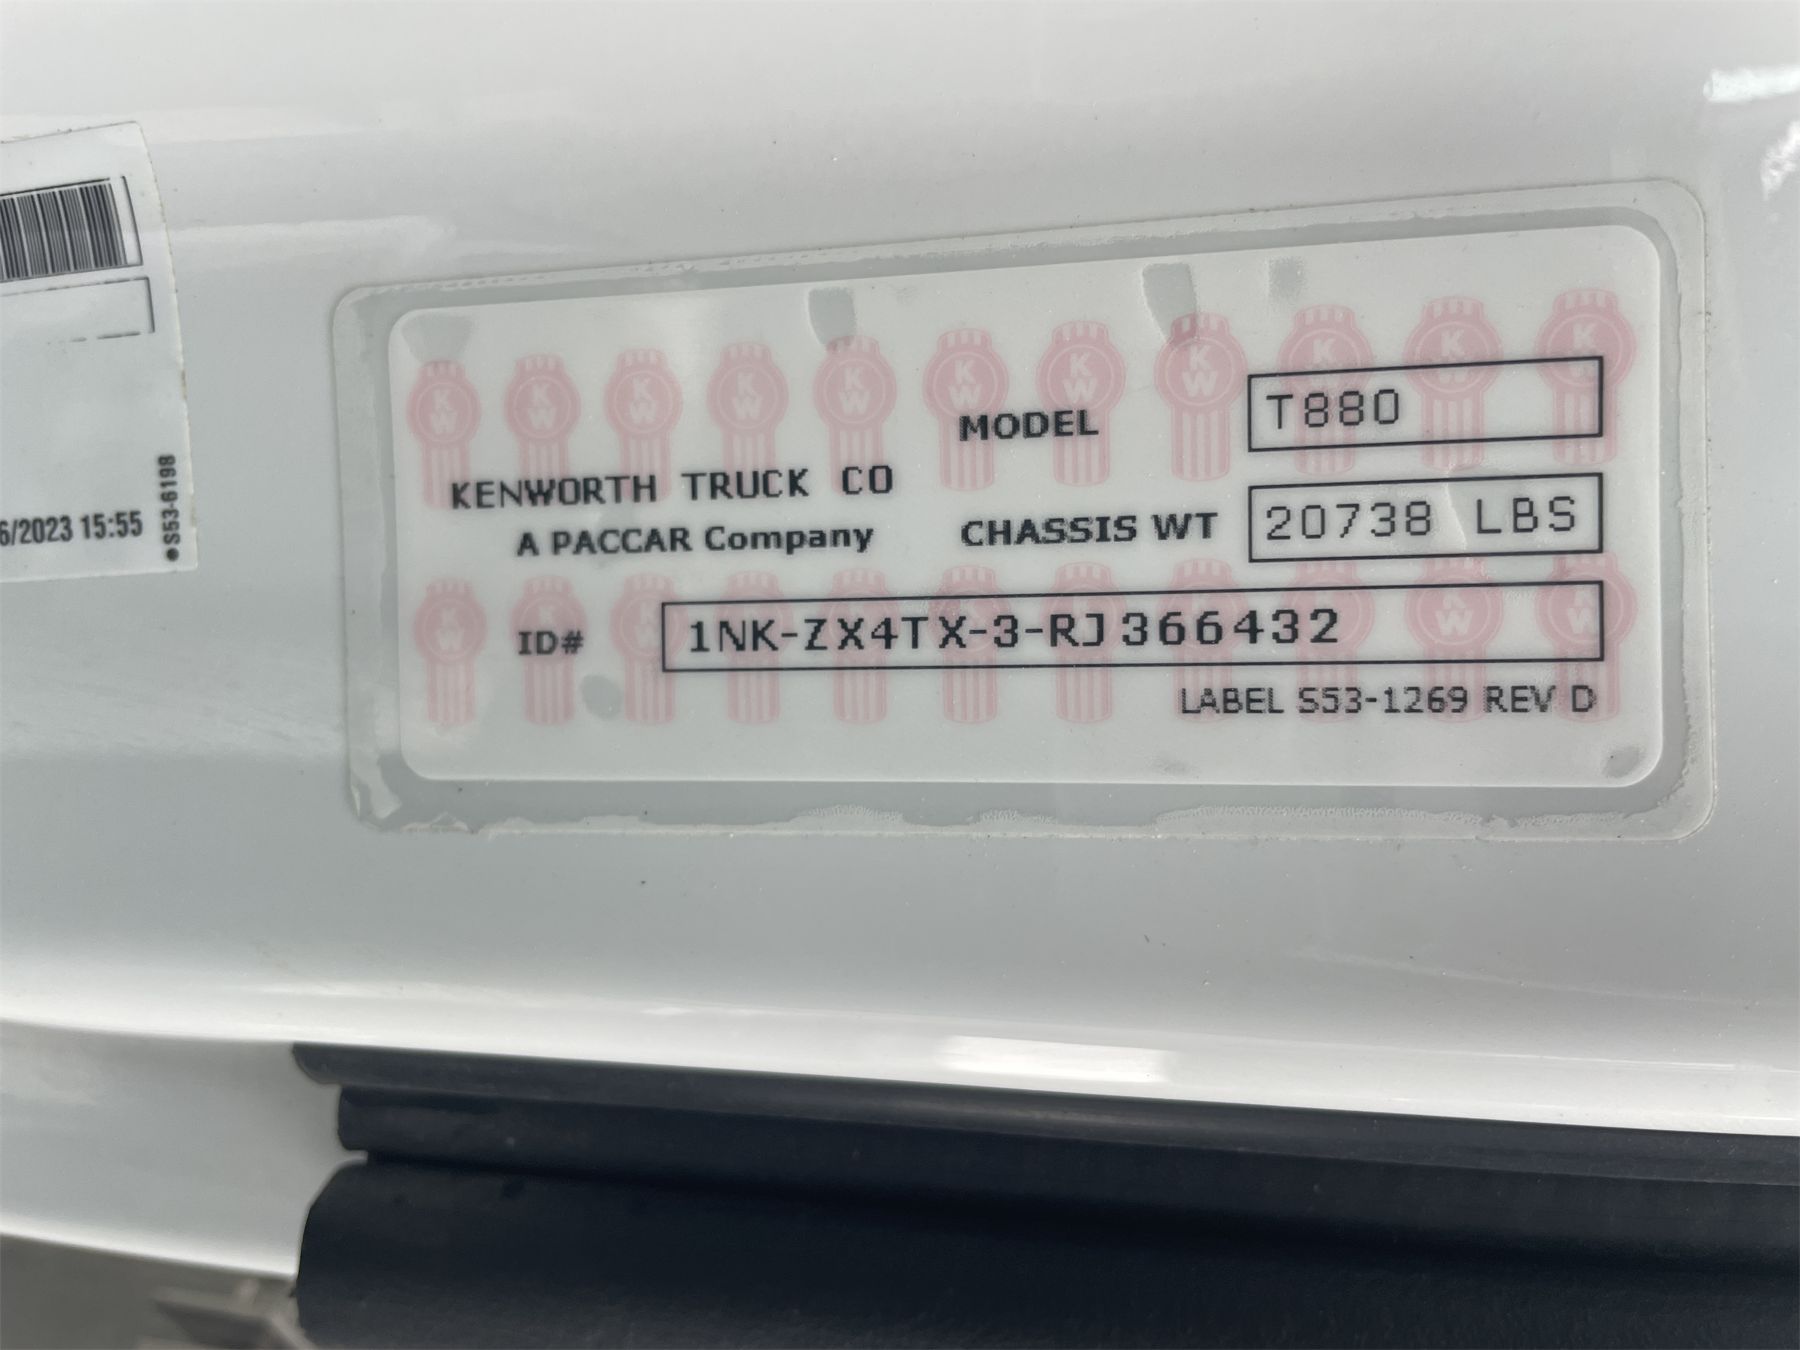 6/2023 15:55
●S53-6198
MODEL T880
KENWORTH TRUCK CO
A PACCAR Company
CHASSIS WT 20738 LBS
ID# 1NK-ZX4TX-3-RJ366432
LABEL S53-1269 REV D